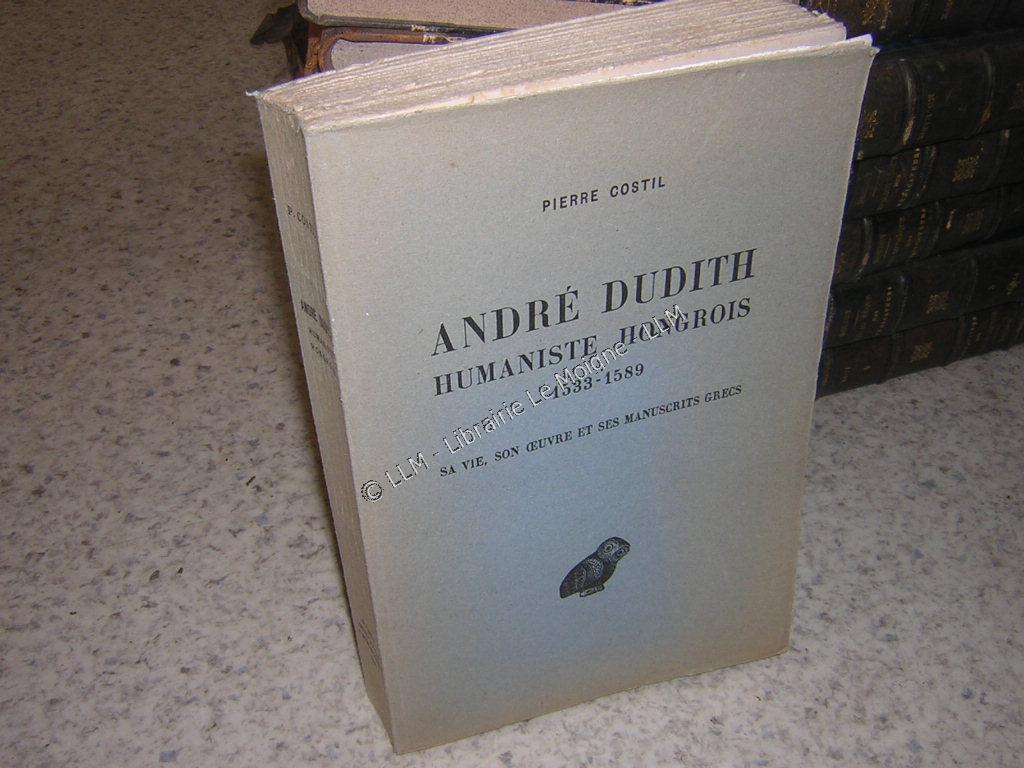 PIERRE COSTIL
ANDRÉ DUDITH
HUMANISTE HONGROIS
1533-1589
SA VIE, SON ŒUVRE ET SES MANUSCRITS GRECS
© LLM - Librairie Le Moigne - LLM